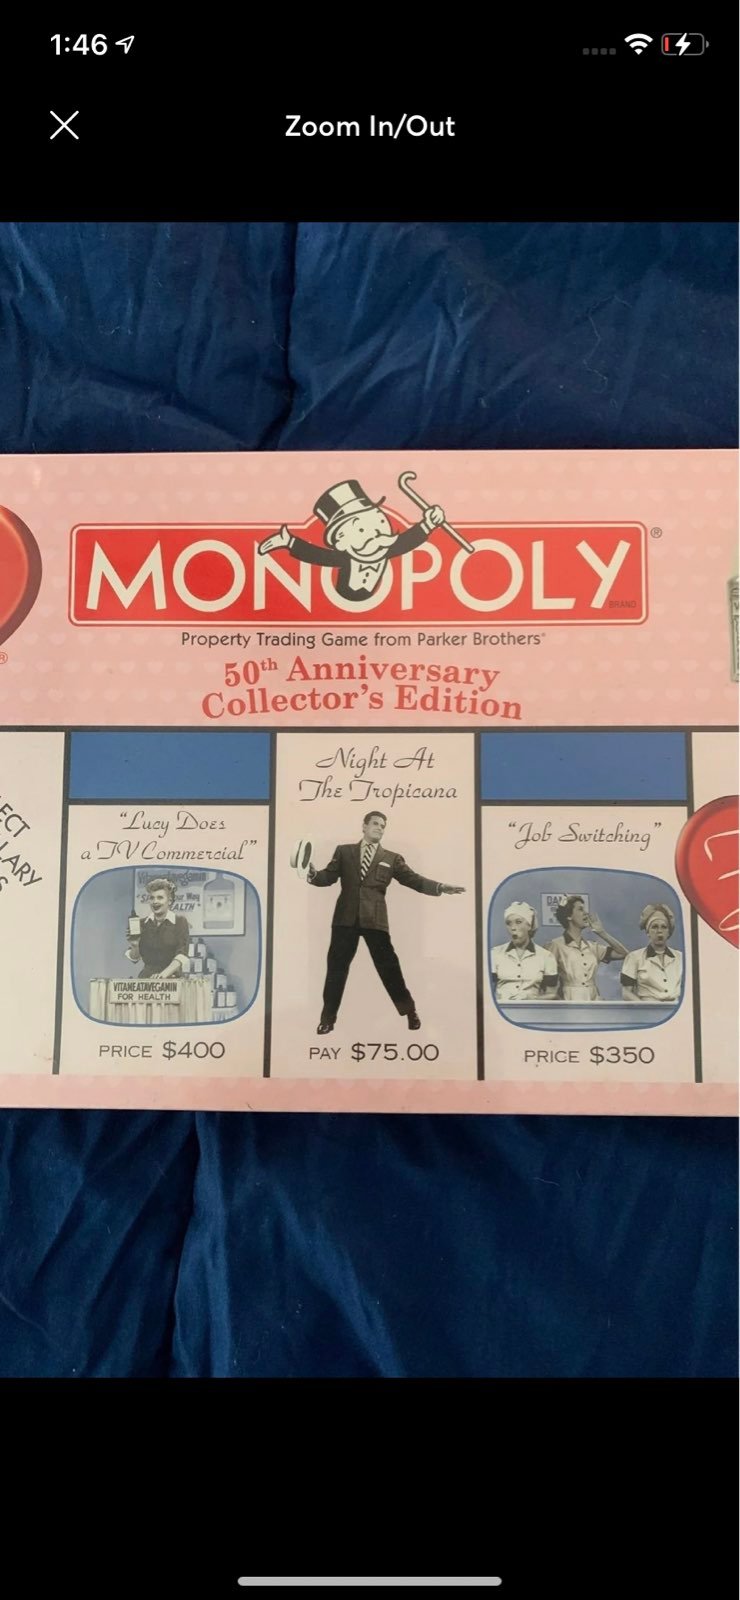 1:46
Zoom In/Out
MONOPOLY
®
BRAND
Property Trading Game from Parker Brothers®
50th Anniversary
Collector's Edition
®
Night At
The Tropicana
"Lucy Does
a TV Commercial"
"Job Switching"
VITAMEATAVEGAMIN
FOR HEALTH
PRICE $400
PAY $75.00
PRICE $350